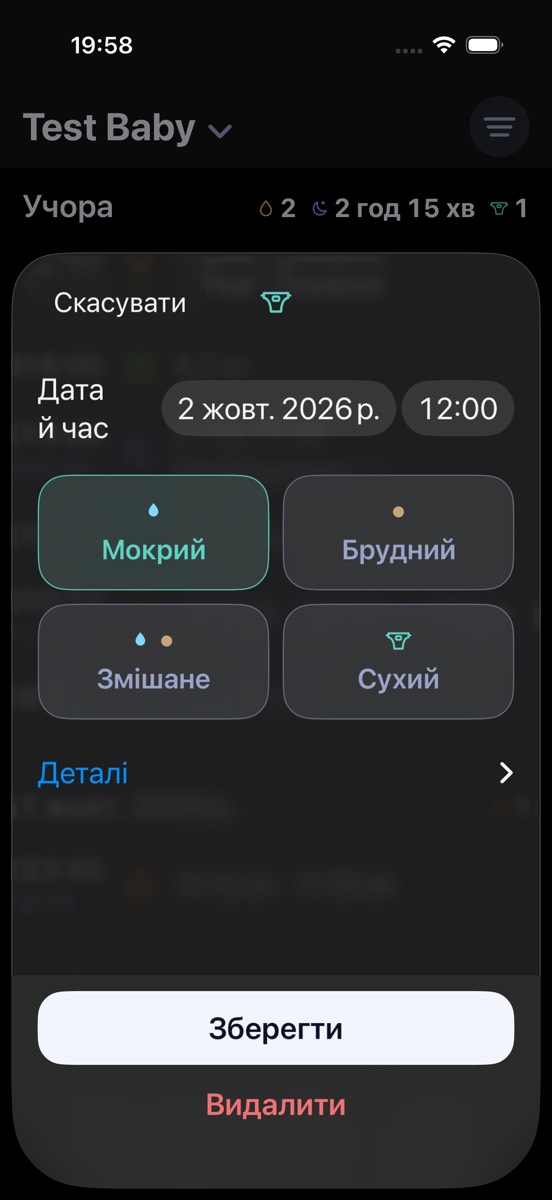 19:58
Test Baby
Учора 2 2 год 15 хв 1
Скасувати
Дата
й час
2 жовт. 2026 р. 12:00
Мокрий Брудний
Змішане Сухий
Деталі
Зберегти
Видалити